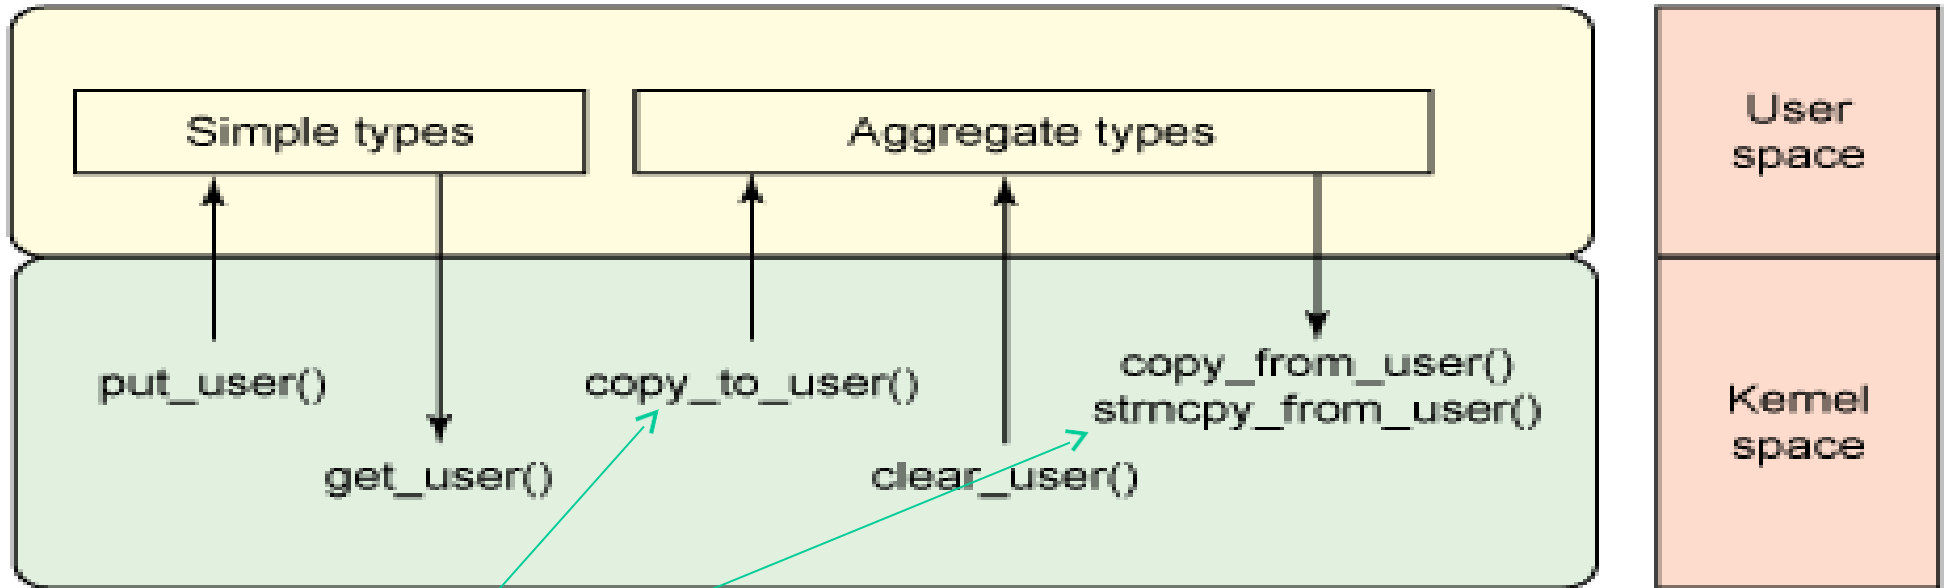 Simple types
Aggregate types
User
space
put_user()
copy_to_user()
copy_from_user()
strncpy_from_user()
get_user()
clear_user()
Kernel
space